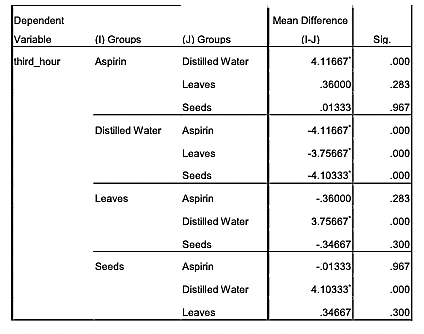 Dependent Mean Difference
Variable (I) Groups (J) Groups (I-J) Sig.
third_hour Aspirin Distilled Water 4.11667* .000
Leaves .36000 .283
Seeds .01333 .967
Distilled Water Aspirin -4.11667* .000
Leaves -3.75667* .000
Seeds -4.10333* .000
Leaves Aspirin -.36000 .283
Distilled Water 3.75667* .000
Seeds -.34667 .300
Seeds Aspirin -.01333 .967
Distilled Water 4.10333* .000
Leaves .34667 .300